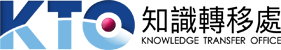 KTO 知識轉移處
KNOWLEDGE TRANSFER OFFICE